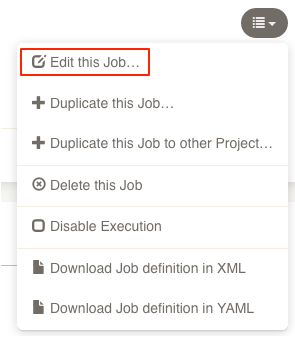 Edit this Job…
Duplicate this Job…
Duplicate this Job to other Project…
Delete this Job
Disable Execution
Download Job definition in XML
Download Job definition in YAML